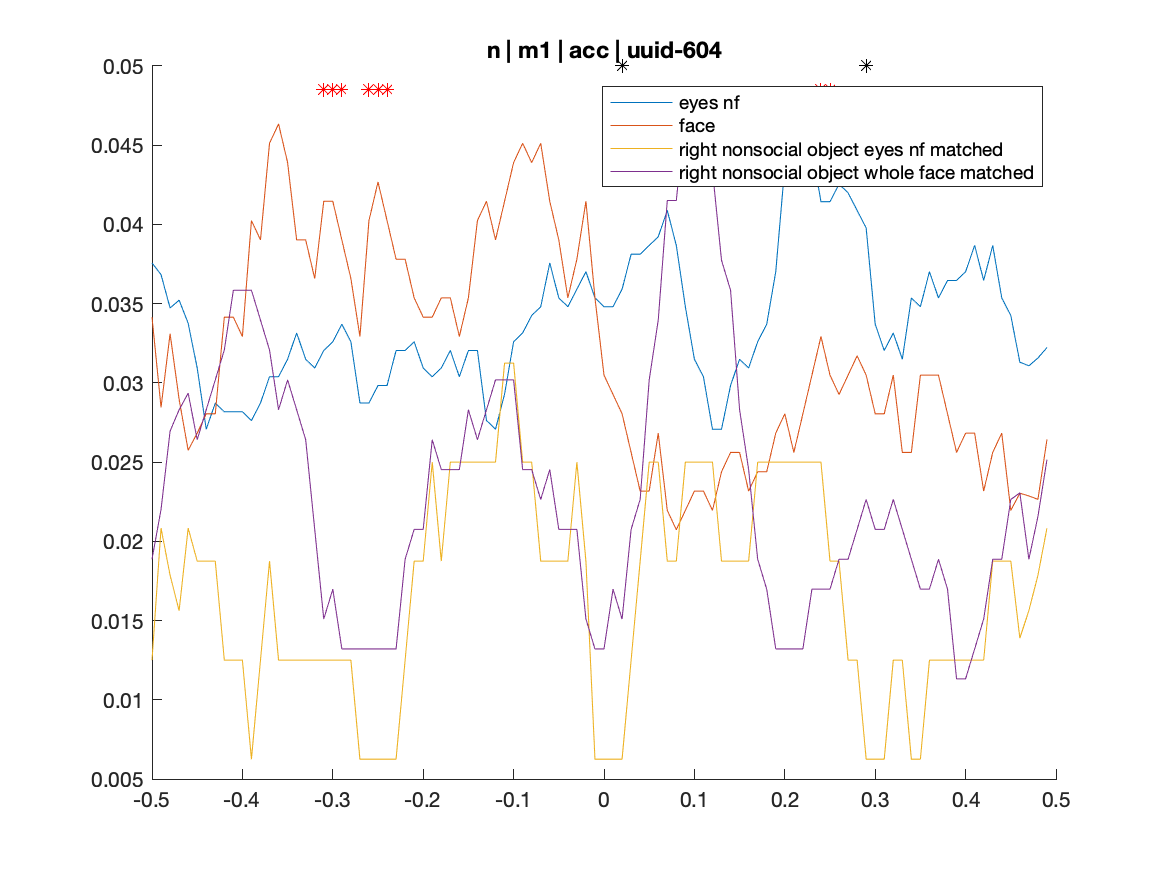 n | m1 | acc | uuid-604
0.05
0.045
0.04
0.035
0.03
0.025
0.02
0.015
0.01
0.005
eyes nf
face
right nonsocial object eyes nf matched
right nonsocial object whole face matched
-0.5 -0.4 -0.3 -0.2 -0.1 0 0.1 0.2 0.3 0.4 0.5